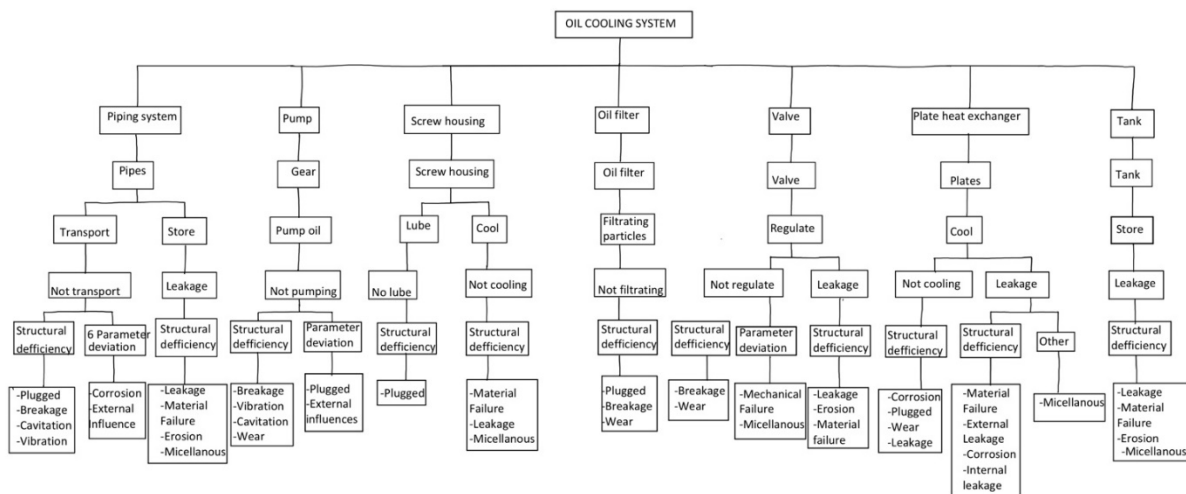 OIL COOLING SYSTEM
Piping system
Pump
Screw housing
Oil filter
Valve
Plate heat exchanger
Tank
Pipes
Gear
Screw housing
Oil filter
Valve
Plates
Tank
Transport
Store
Pump oil
Lube
Cool
Filtrating
particles
Regulate
Cool
Store
Not transport
Leakage
Not pumping
No lube
Not cooling
Not filtrating
Not regulate
Leakage
Not cooling
Leakage
Leakage
Structural
defficiency
6 Parameter
deviation
Structural
defficiency
Structural
defficiency
Parameter
deviation
Structural
defficiency
Structural
defficiency
Structural
defficiency
Structural
defficiency
Parameter
deviation
Structural
defficiency
Structural
defficiency
Structural
defficiency
Other
Structural
defficiency
-Plugged
-Breakage
-Cavitation
-Vibration
-Corrosion
-External
Influence
-Leakage
-Material
Failure
-Erosion
-Micellanous
-Breakage
-Vibration
-Cavitation
-Wear
-Plugged
-External
influences
-Plugged
-Material
Failure
-Leakage
-Micellanous
-Plugged
-Breakage
-Wear
-Breakage
-Wear
-Mechanical
Failure
-Micellanous
-Leakage
-Erosion
-Material
failure
-Corrosion
-Plugged
-Wear
-Leakage
-Material
Failure
-External
Leakage
-Corrosion
-Internal
leakage
-Micellanous
-Leakage
-Material
Failure
-Erosion
-Micellanous